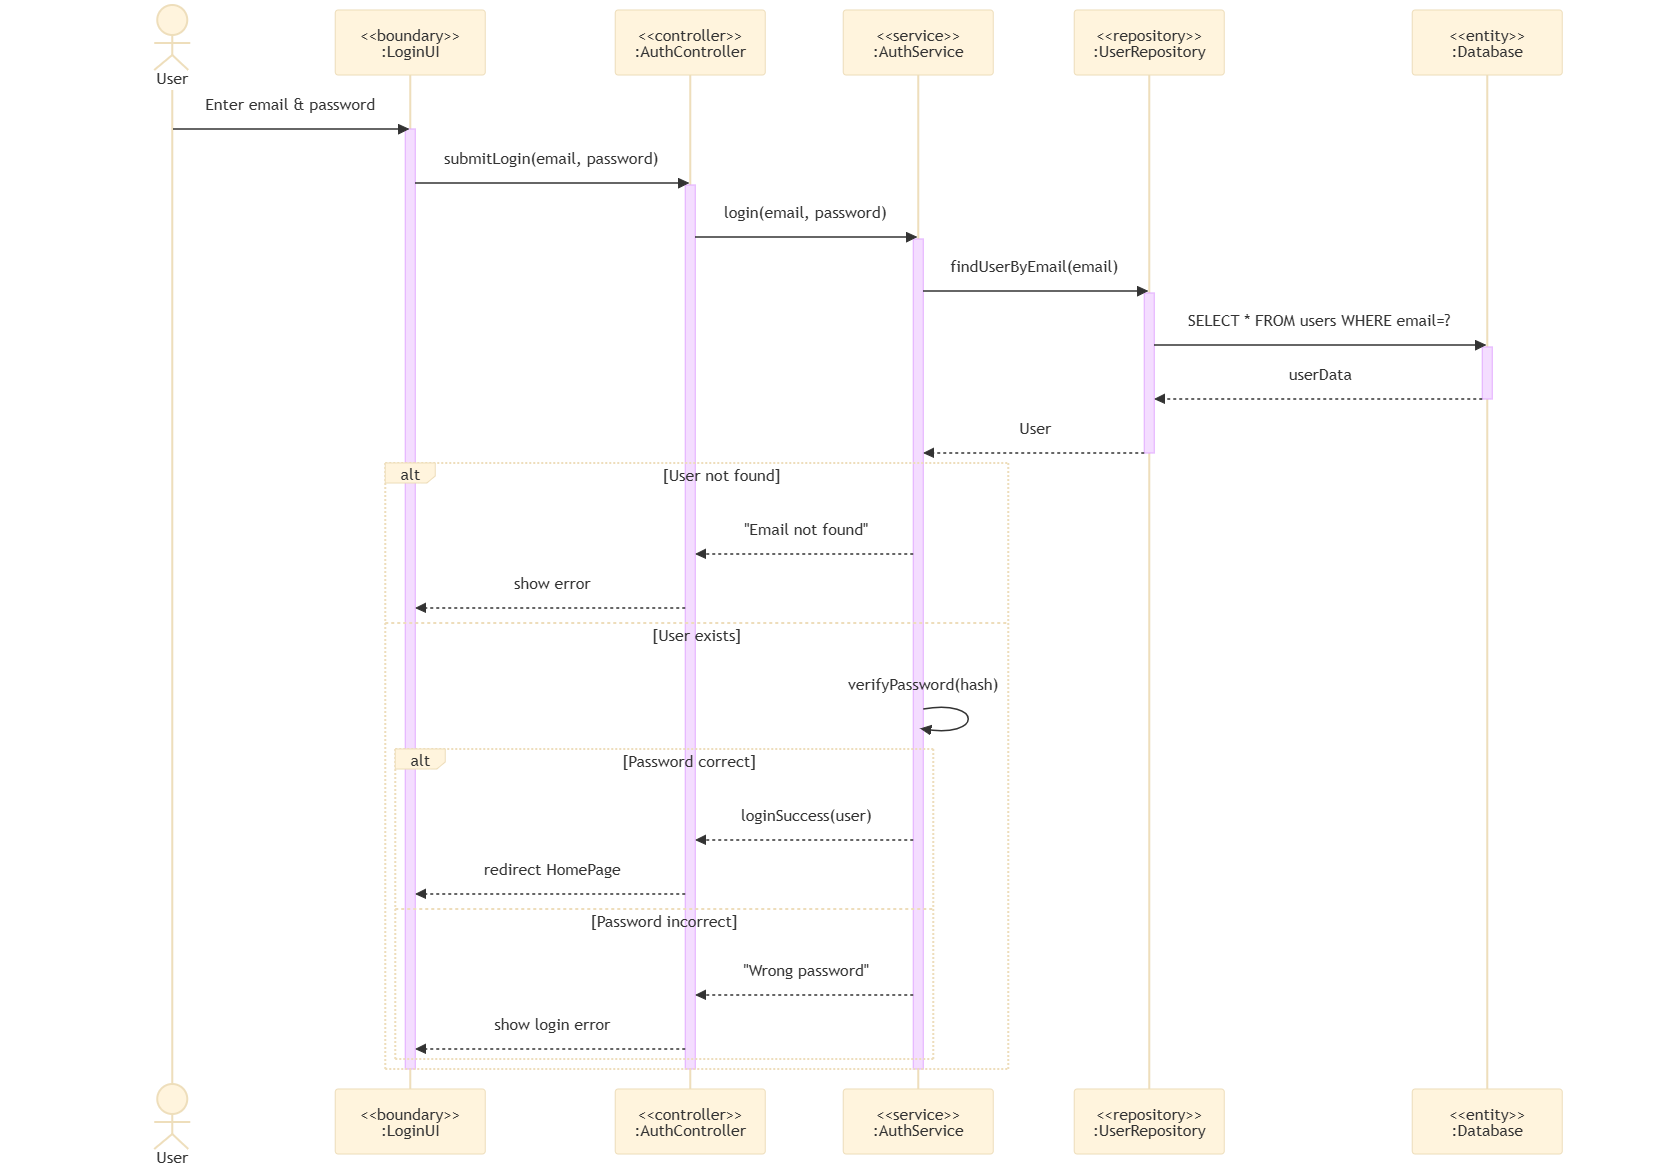 User
<<boundary>>
:LoginUI
<<controller>>
:AuthController
<<service>>
:AuthService
<<repository>>
:UserRepository
<<entity>>
:Database
Enter email & password
submitLogin(email, password)
login(email, password)
findUserByEmail(email)
SELECT * FROM users WHERE email=?
userData
User
alt
[User not found]
"Email not found"
show error
[User exists]
verifyPassword(hash)
alt
[Password correct]
loginSuccess(user)
redirect HomePage
[Password incorrect]
"Wrong password"
show login error
User
<<boundary>>
:LoginUI
<<controller>>
:AuthController
<<service>>
:AuthService
<<repository>>
:UserRepository
<<entity>>
:Database